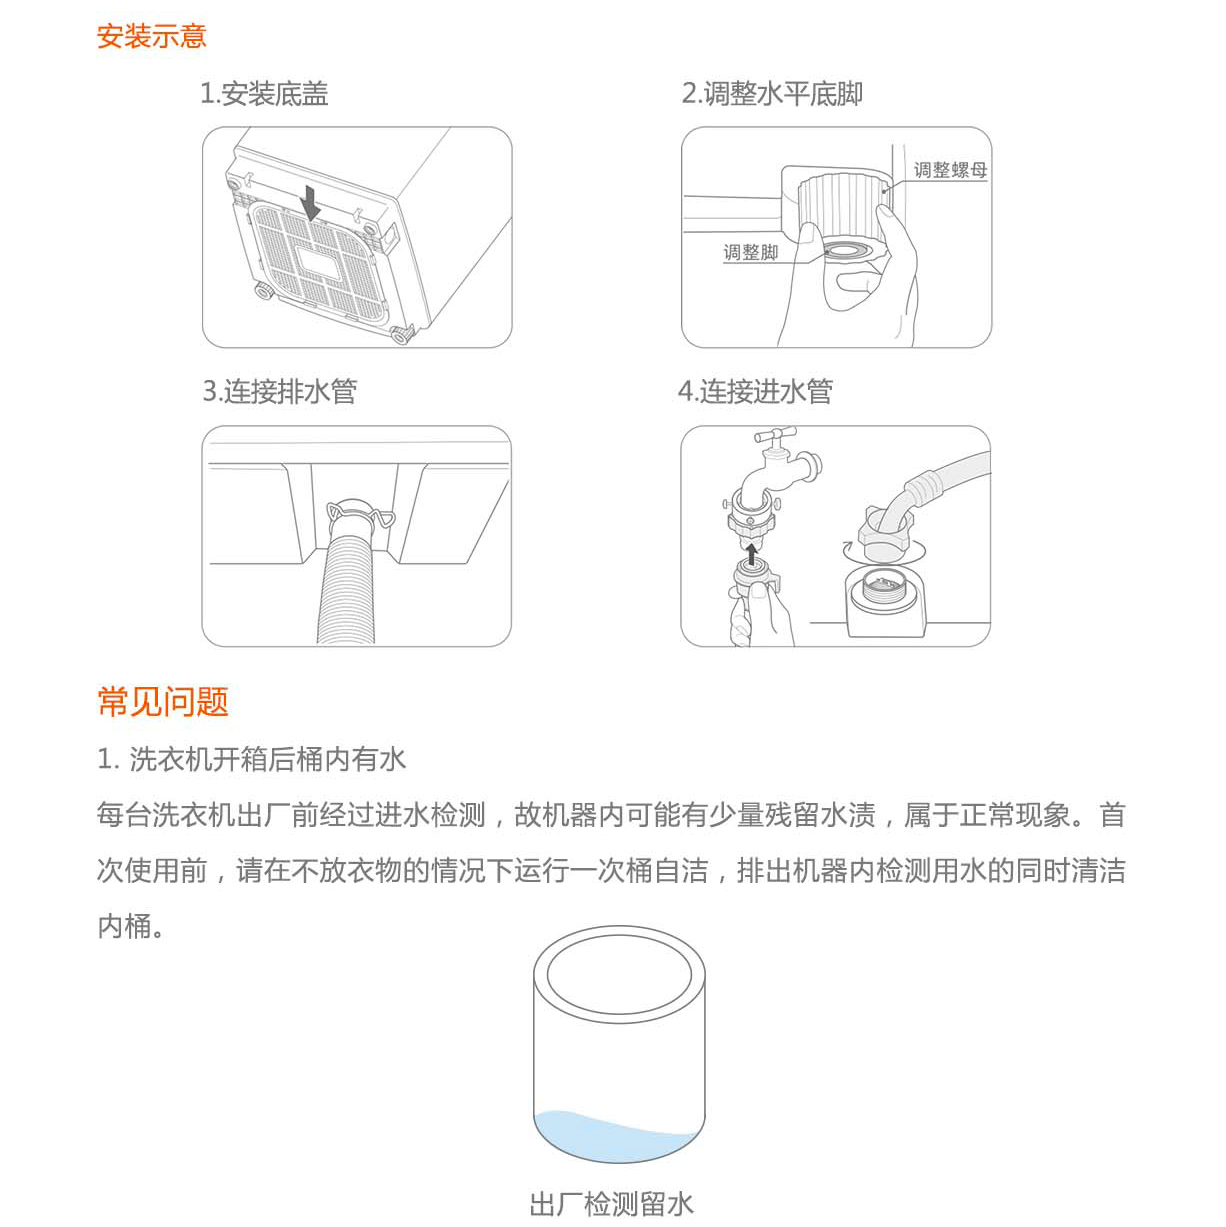 安装示意
1.安装底盖
2.调整水平底脚
调整螺母
调整脚
3.连接排水管
4.连接进水管
常见问题
1. 洗衣机开箱后桶内有水
每台洗衣机出厂前经过进水检测，故机器内可能有少量残留水渍，属于正常现象。首
次使用前，请在不放衣物的情况下运行一次桶自洁，排出机器内检测用水的同时清洁
内桶。
出厂检测留水